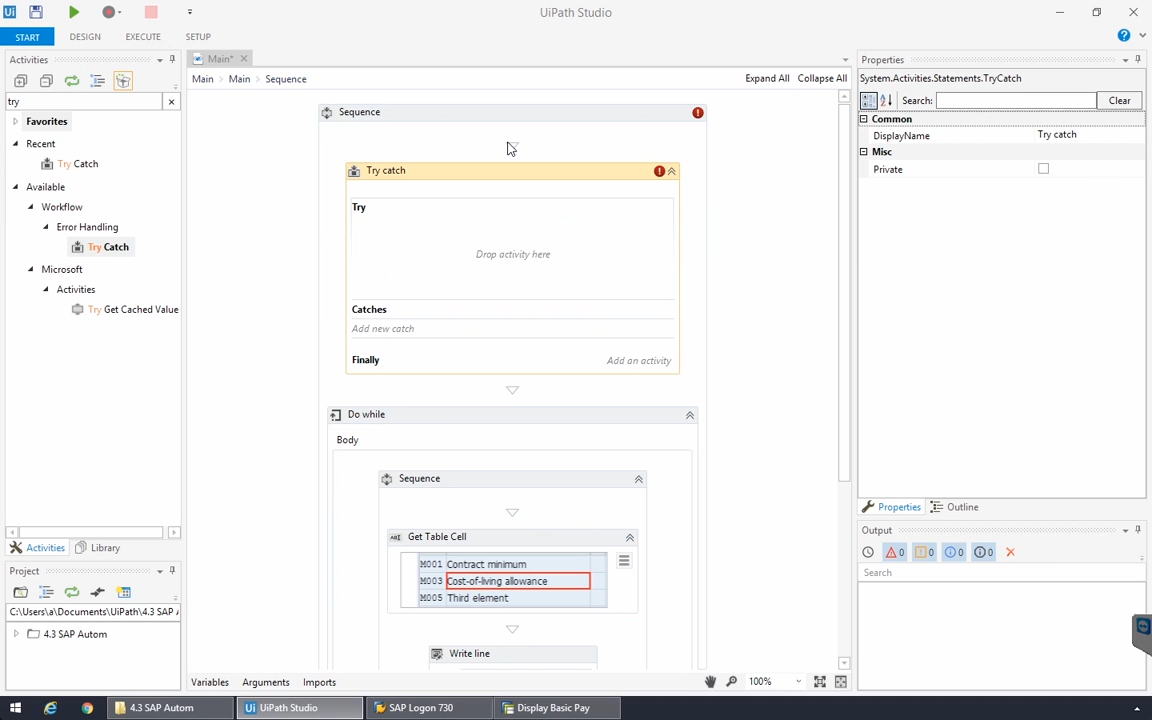 UiPath Studio
START
DESIGN
EXECUTE
SETUP
Activities
Main*
Properties
Main > Main > Sequence
Expand All
Collapse All
System.Activities.Statements.TryCatch
try
Search:
Clear
Favorites
Sequence
Common
Recent
DisplayName
Try catch
Try Catch
Try catch
Misc
Private
Available
Workflow
Try
Error Handling
Try Catch
Drop activity here
Microsoft
Activities
Try Get Cached Value
Catches
Add new catch
Finally
Add an activity
Do while
Body
Sequence
Properties
Outline
Output
Get Table Cell
Activities
Library
0
0
0
0
M001 Contract minimum
Project
Search
M003 Cost-of-living allowance
M005 Third element
C:\Users\a\Documents\UiPath\4.3 SAP A
4.3 SAP Autom
Write line
Variables
Arguments
Imports
100%
4.3 SAP Autom
UiPath Studio
SAP Logon 730
Display Basic Pay